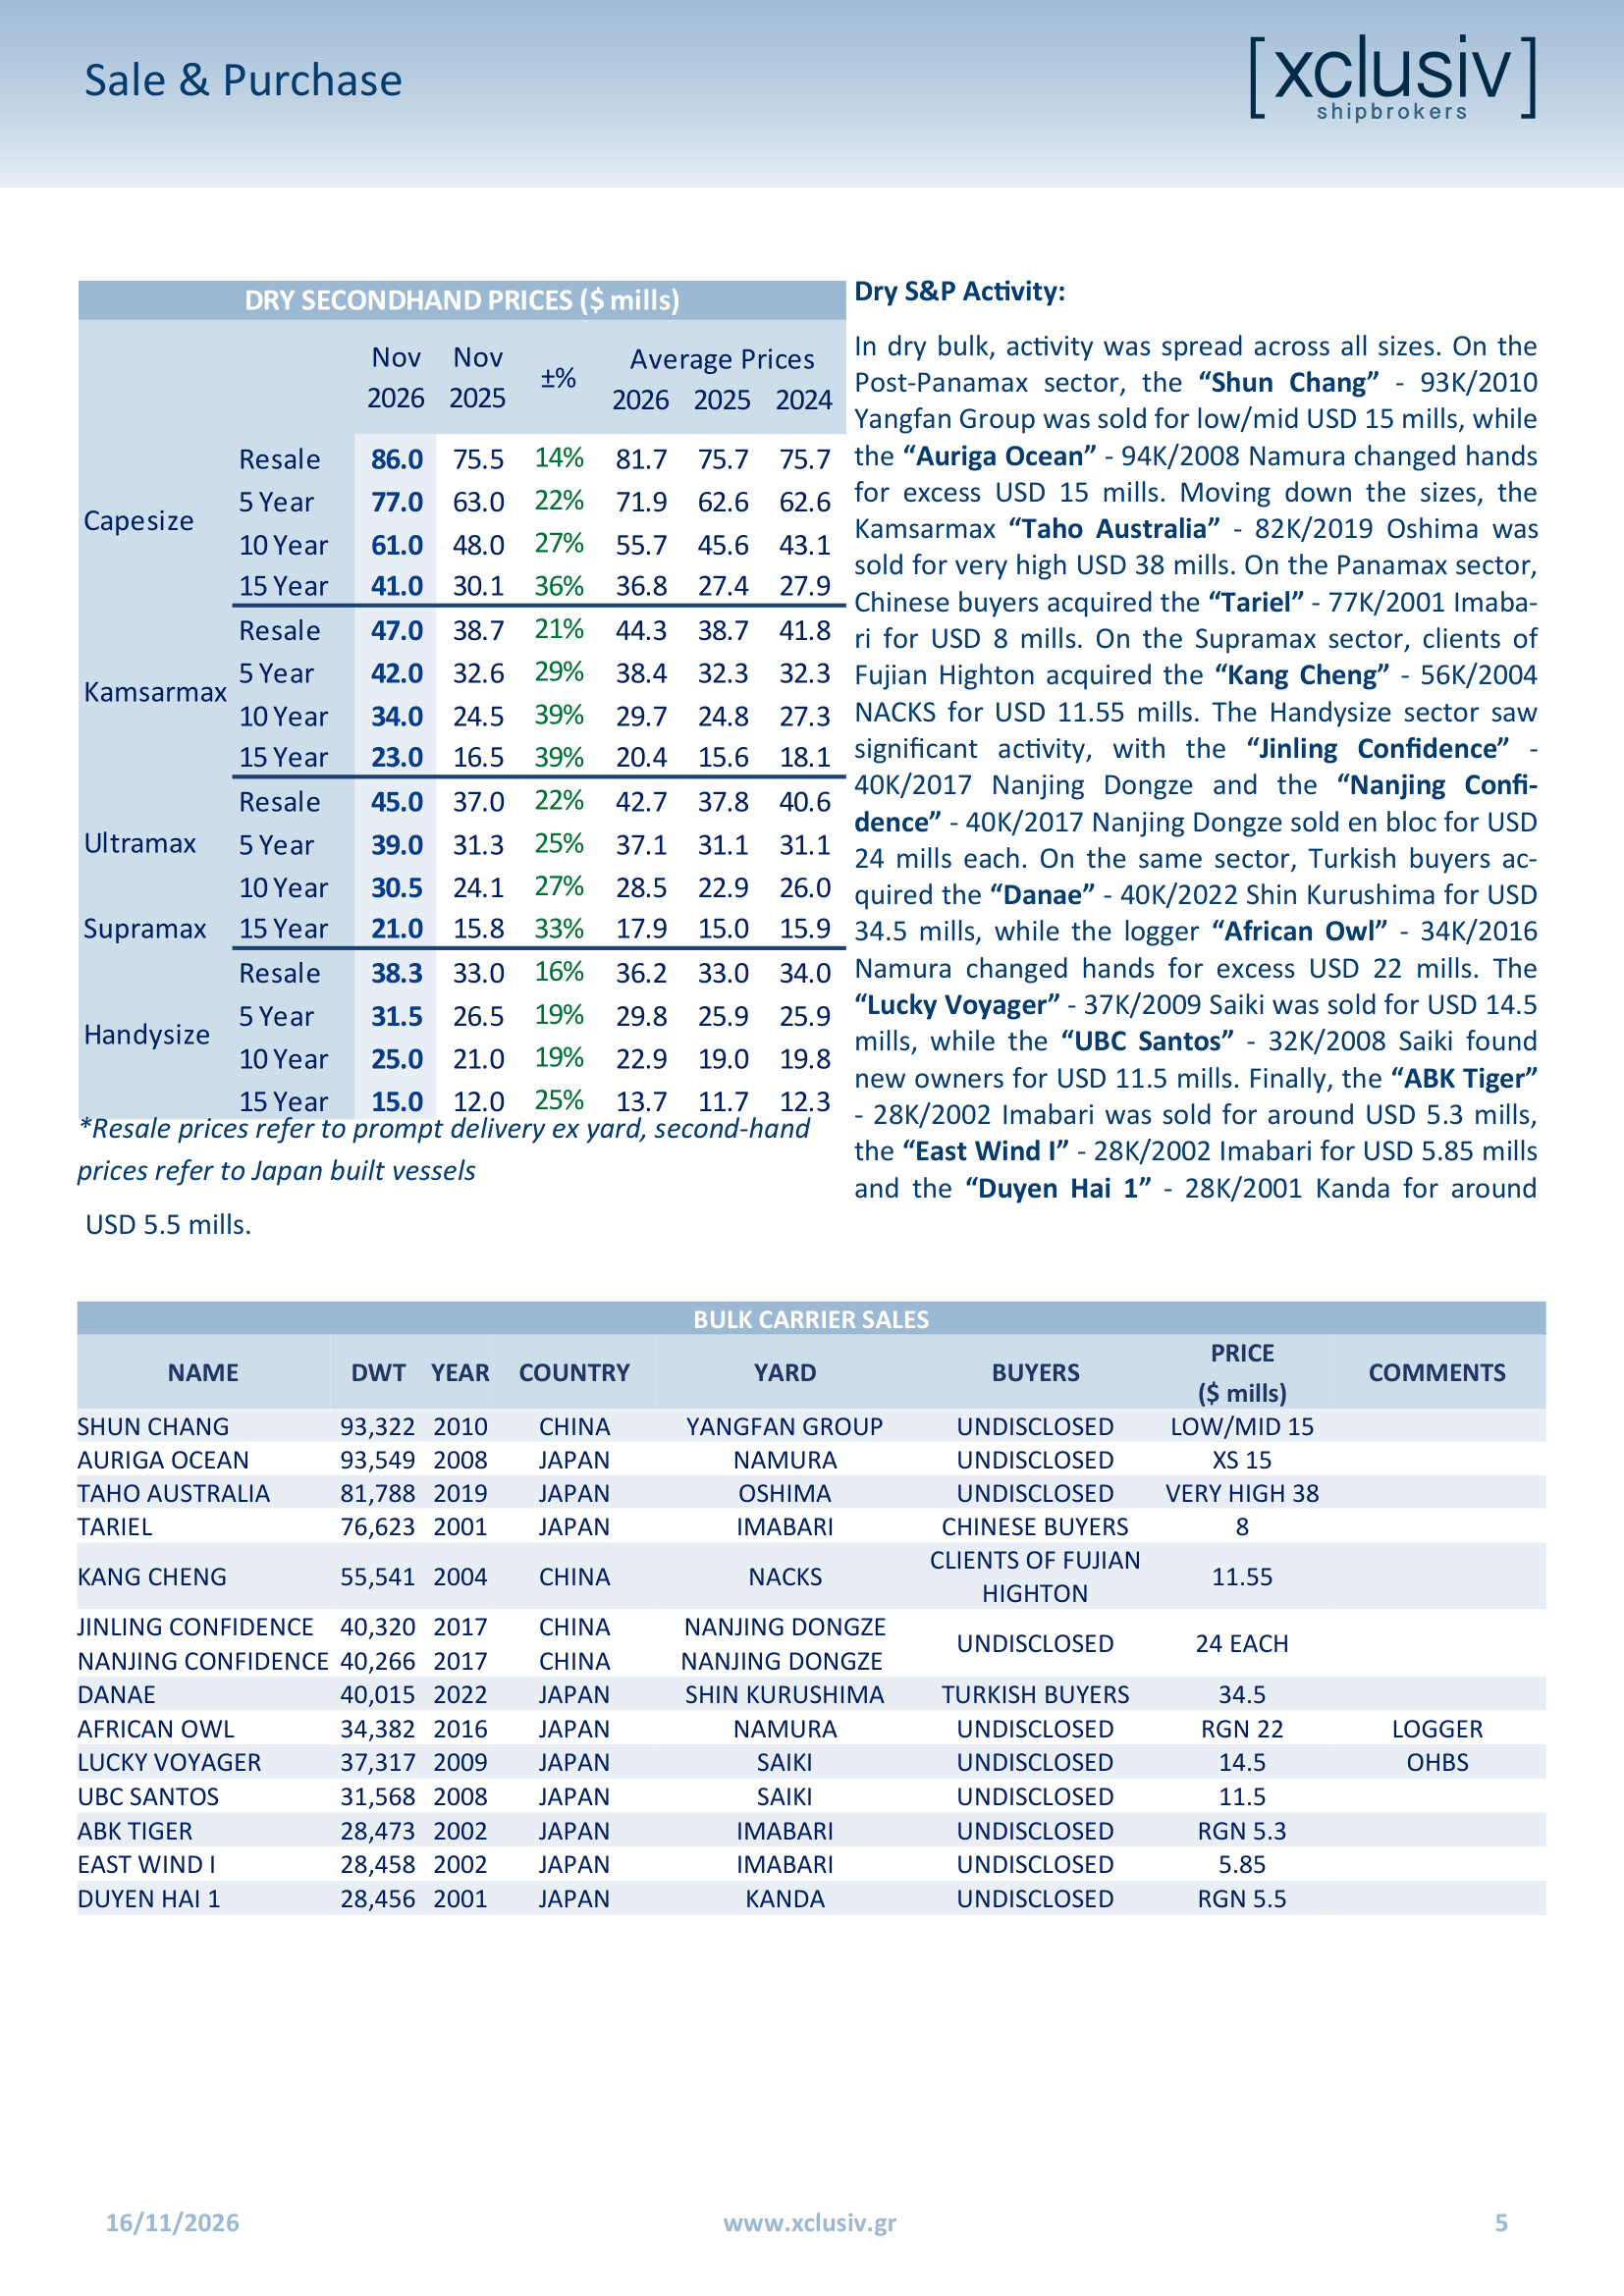 Sale & Purchase
[xclusiv]
shipbrokers
DRY SECONDHAND PRICES ($ mills)
Nov 2026 Nov 2025 ±% Average Prices 2026 2025 2024
Capesize
Resale 86.0 75.5 14% 81.7 75.7 75.7
5 Year 77.0 63.0 22% 71.9 62.6 62.6
10 Year 61.0 48.0 27% 55.7 45.6 43.1
15 Year 41.0 30.1 36% 36.8 27.4 27.9
Kamsarmax
Resale 47.0 38.7 21% 44.3 38.7 41.8
5 Year 42.0 32.6 29% 38.4 32.3 32.3
10 Year 34.0 24.5 39% 29.7 24.8 27.3
15 Year 23.0 16.5 39% 20.4 15.6 18.1
Ultramax
Resale 45.0 37.0 22% 42.7 37.8 40.6
5 Year 39.0 31.3 25% 37.1 31.1 31.1
10 Year 30.5 24.1 27% 28.5 22.9 26.0
Supramax 15 Year 21.0 15.8 33% 17.9 15.0 15.9
Handysize
Resale 38.3 33.0 16% 36.2 33.0 34.0
5 Year 31.5 26.5 19% 29.8 25.9 25.9
10 Year 25.0 21.0 19% 22.9 19.0 19.8
15 Year 15.0 12.0 25% 13.7 11.7 12.3
*Resale prices refer to prompt delivery ex yard, second-hand
prices refer to Japan built vessels
Dry S&P Activity:
In dry bulk, activity was spread across all sizes. On the
Post-Panamax sector, the “Shun Chang” - 93K/2010
Yangfan Group was sold for low/mid USD 15 mills, while
the “Auriga Ocean” - 94K/2008 Namura changed hands
for excess USD 15 mills. Moving down the sizes, the
Kamsarmax “Taho Australia” - 82K/2019 Oshima was
sold for very high USD 38 mills. On the Panamax sector,
Chinese buyers acquired the “Tariel” - 77K/2001 Imaba-
ri for USD 8 mills. On the Supramax sector, clients of
Fujian Highton acquired the “Kang Cheng” - 56K/2004
NACKS for USD 11.55 mills. The Handysize sector saw
significant activity, with the “Jinling Confidence” -
40K/2017 Nanjing Dongze and the “Nanjing Confi-
dence” - 40K/2017 Nanjing Dongze sold en bloc for USD
24 mills each. On the same sector, Turkish buyers ac-
quired the “Danae” - 40K/2022 Shin Kurushima for USD
34.5 mills, while the logger “African Owl” - 34K/2016
Namura changed hands for excess USD 22 mills. The
“Lucky Voyager” - 37K/2009 Saiki was sold for USD 14.5
mills, while the “UBC Santos” - 32K/2008 Saiki found
new owners for USD 11.5 mills. Finally, the “ABK Tiger”
- 28K/2002 Imabari was sold for around USD 5.3 mills,
the “East Wind I” - 28K/2002 Imabari for USD 5.85 mills
and the “Duyen Hai 1” - 28K/2001 Kanda for around
USD 5.5 mills.
BULK CARRIER SALES
NAME DWT YEAR COUNTRY YARD BUYERS PRICE ($ mills) COMMENTS
SHUN CHANG 93,322 2010 CHINA YANGFAN GROUP UNDISCLOSED LOW/MID 15
AURIGA OCEAN 93,549 2008 JAPAN NAMURA UNDISCLOSED XS 15
TAHO AUSTRALIA 81,788 2019 JAPAN OSHIMA UNDISCLOSED VERY HIGH 38
TARIEL 76,623 2001 JAPAN IMABARI CHINESE BUYERS 8
KANG CHENG 55,541 2004 CHINA NACKS CLIENTS OF FUJIAN HIGHTON 11.55
JINLING CONFIDENCE 40,320 2017 CHINA NANJING DONGZE UNDISCLOSED 24 EACH
NANJING CONFIDENCE 40,266 2017 CHINA NANJING DONGZE
DANAE 40,015 2022 JAPAN SHIN KURUSHIMA TURKISH BUYERS 34.5
AFRICAN OWL 34,382 2016 JAPAN NAMURA UNDISCLOSED RGN 22 LOGGER
LUCKY VOYAGER 37,317 2009 JAPAN SAIKI UNDISCLOSED 14.5 OHBS
UBC SANTOS 31,568 2008 JAPAN SAIKI UNDISCLOSED 11.5
ABK TIGER 28,473 2002 JAPAN IMABARI UNDISCLOSED RGN 5.3
EAST WIND I 28,458 2002 JAPAN IMABARI UNDISCLOSED 5.85
DUYEN HAI 1 28,456 2001 JAPAN KANDA UNDISCLOSED RGN 5.5
16/11/2026 www.xclusiv.gr 5